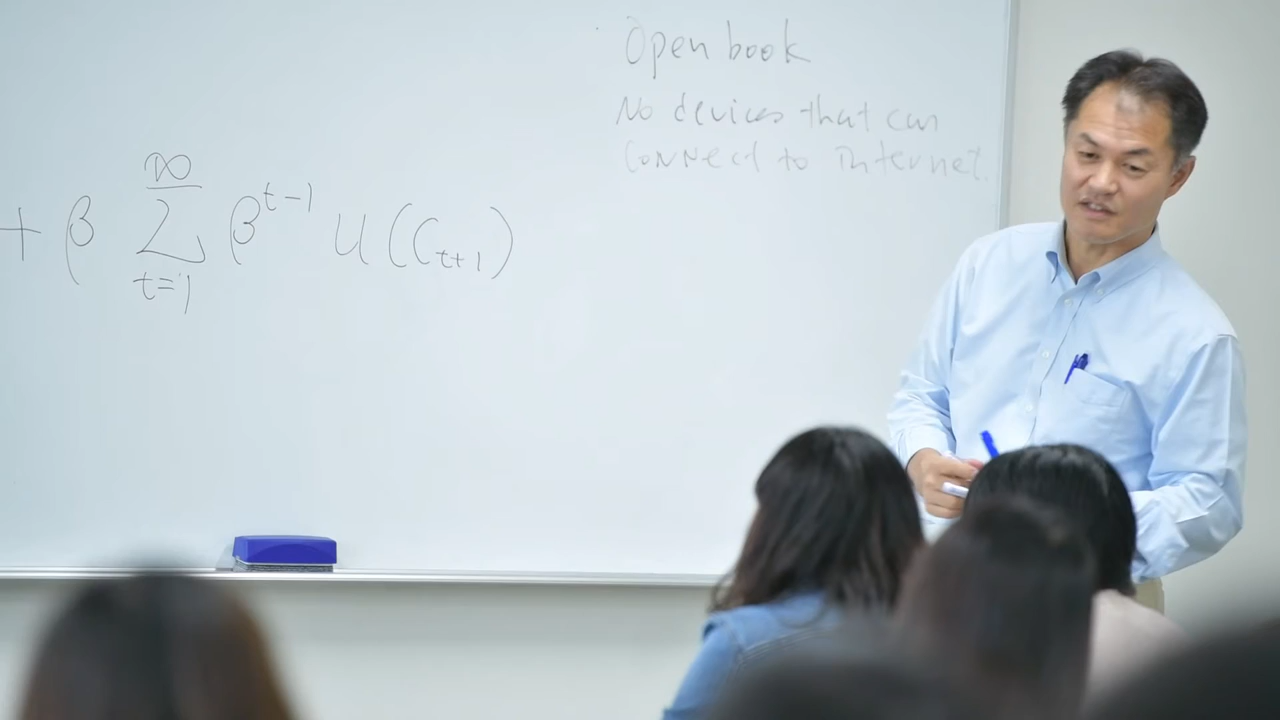 Open book
No devices that can
connect to internet.
+ β ∞ Σ t=1 β^{t-1} u(C_{t+1})